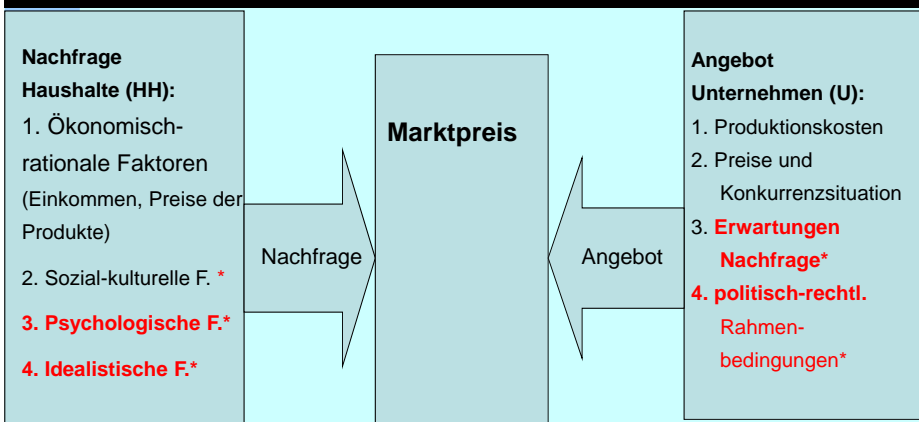 Nachfrage
Haushalte (HH):
1. Ökonomisch-
rationale Faktoren
(Einkommen, Preise der
Produkte)
2. Sozial-kulturelle F. *
3. Psychologische F.*
4. Idealistische F.*
Nachfrage
Marktpreis
Angebot
Angebot
Unternehmen (U):
1. Produktionskosten
2. Preise und
Konkurrenzsituation
3. Erwartungen
Nachfrage*
4. politisch-rechtl.
Rahmen-
bedingungen*